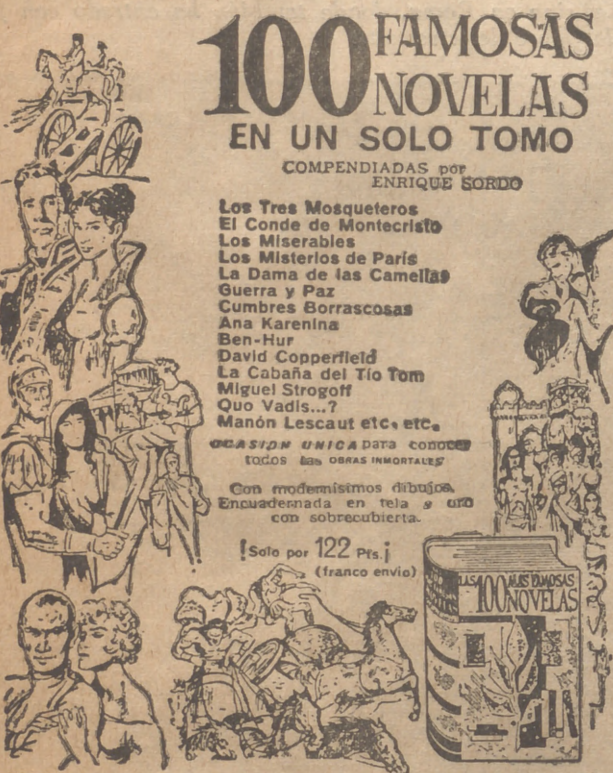 100 FAMOSAS
NOVELAS
EN UN SOLO TOMO
COMPENDIADAS por
ENRIQUE SORDO
Los Tres Mosqueteros
El Conde de Montecristo
Los Miserables
Los Misterios de París
La Dama de las Camelias
Guerra y Paz
Cumbres Borrascosas
Ana Karenina
Ben-Hur
David Copperfield
La Cabaña del Tío Tom
Miguel Strogoff
Quo Vadis...?
Manón Lescaut etc, etc.
OCASION UNICA para conocer
todos las OBRAS INMORTALES
Con modernísimos dibujos.
Encuadernada en tela y oro
con sobrecubierta.
!Solo por 122 Pts.¡
(franco envio)
LAS 100 MAS FAMOSAS
NOVELAS